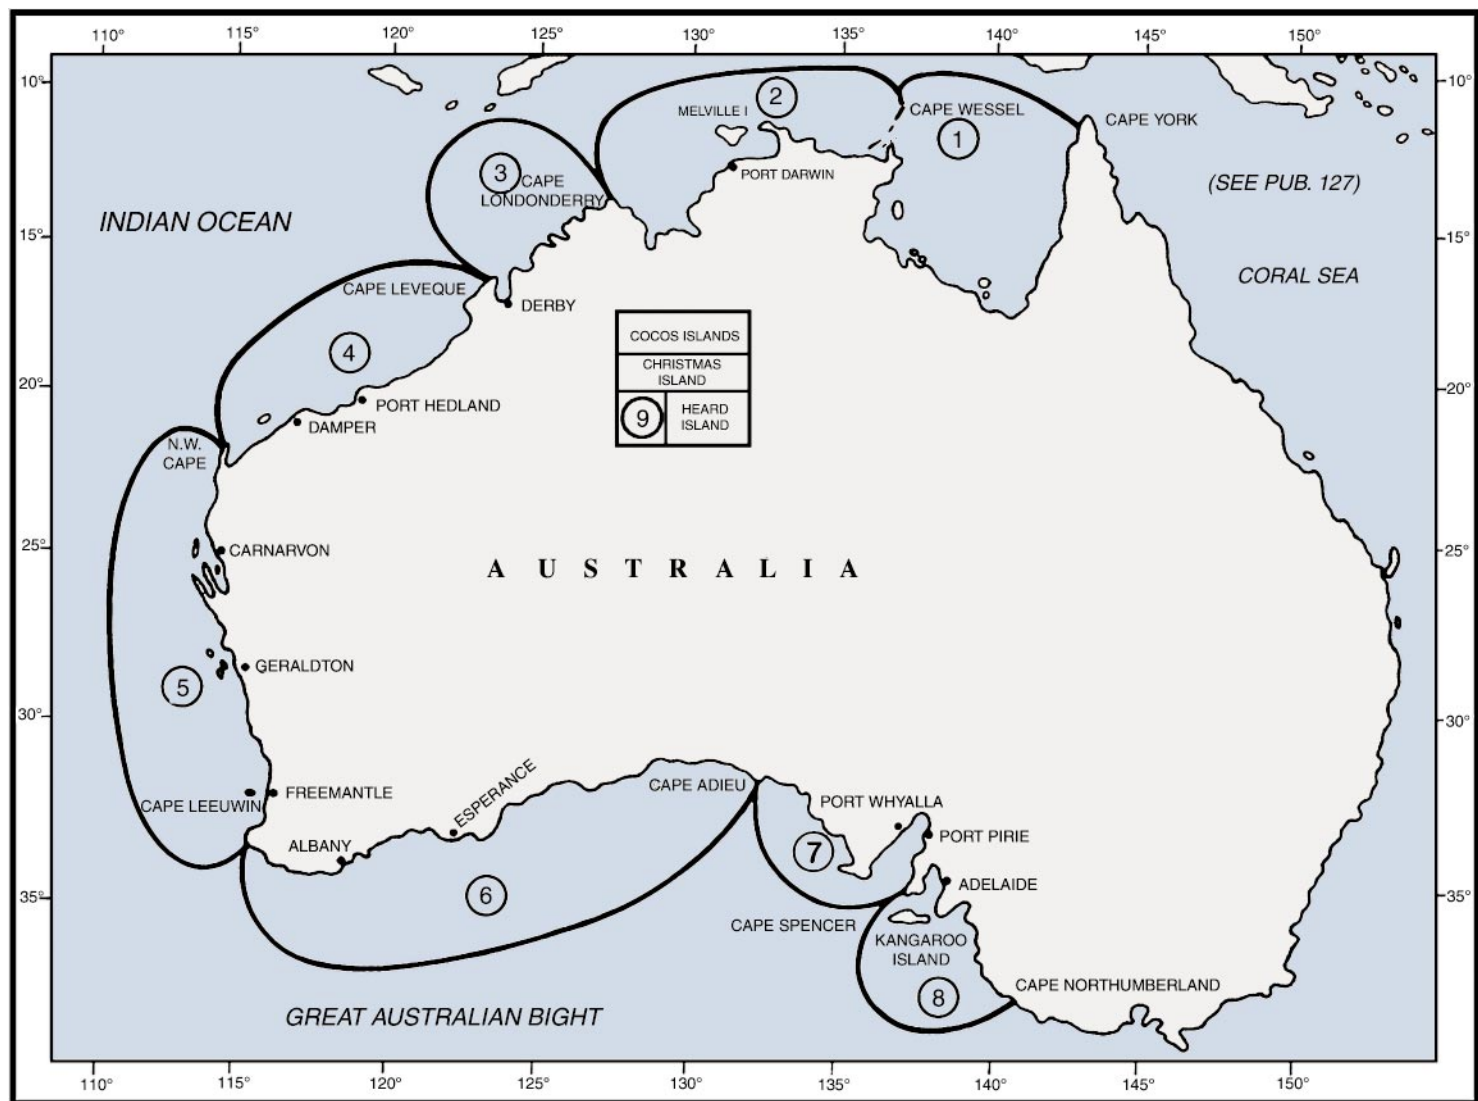 110° 115° 120° 125° 130° 135° 140° 145° 150°
10° 10°
2
MELVILLE I
CAPE WESSEL
1
CAPE YORK
3
CAPE
LONDONDERRY
PORT DARWIN
(SEE PUB. 127)
INDIAN OCEAN
15° 15°
CORAL SEA
CAPE LEVEQUE
DERBY
COCOS ISLANDS
CHRISTMAS
ISLAND
9
HEARD
ISLAND
4
20° 20°
PORT HEDLAND
DAMPER
N.W.
CAPE
25° 25°
CARNARVON
AUSTRALIA
GERALDTON
5
30° 30°
CAPE LEEUWIN
FREEMANTLE
ALBANY
ESPERANCE
CAPE ADIEU
PORT WHYALLA
PORT PIRIE
7
6
ADELAIDE
35° 35°
CAPE SPENCER
KANGAROO
ISLAND
8
CAPE NORTHUMBERLAND
GREAT AUSTRALIAN BIGHT
110° 115° 120° 125° 130° 135° 140° 145° 150°